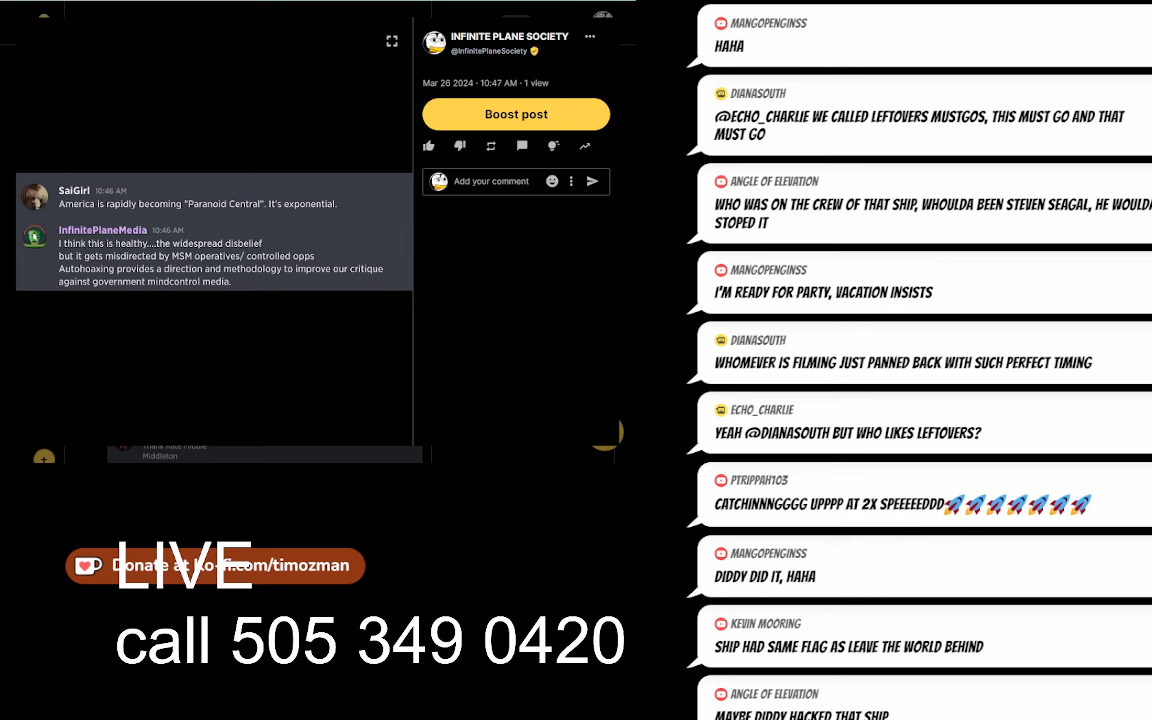 INFINITE PLANE SOCIETY
@InfinitePlaneSociety
Mar 26 2024 · 10:47 AM · 1 view
Boost post
Add your comment
SaiGirl 10:46 AM
America is rapidly becoming "Paranoid Central". It's exponential.
InfinitePlaneMedia 10:46 AM
I think this is healthy....the widespread disbelief
but it gets misdirected by MSM operatives/ controlled opps
Autohoaxing provides a direction and methodology to improve our critique
against government mindcontrol media.
Middleton
Donate at ko-fi.com/timozman
LIVE
call 505 349 0420
MANGOPENGINSS
HAHA
DIANASOUTH
@ECHO_CHARLIE WE CALLED LEFTOVERS MUSTGOS, THIS MUST GO AND THAT
MUST GO
ANGLE OF ELEVATION
WHO WAS ON THE CREW OF THAT SHIP, WHOULDA BEEN STEVEN SEAGAL, HE WOULDA
STOPED IT
MANGOPENGINSS
I'M READY FOR PARTY, VACATION INSISTS
DIANASOUTH
WHOMEVER IS FILMING JUST PANNED BACK WITH SUCH PERFECT TIMING
ECHO_CHARLIE
YEAH @DIANASOUTH BUT WHO LIKES LEFTOVERS?
PTRIPPAH103
CATCHINNNGGGG UPPPP AT 2X SPEEEEDDD🚀🚀🚀🚀🚀🚀🚀
MANGOPENGINSS
DIDDY DID IT, HAHA
KEVIN MOORING
SHIP HAD SAME FLAG AS LEAVE THE WORLD BEHIND
ANGLE OF ELEVATION
MAYBE DIDDY HACKED THAT SHIP